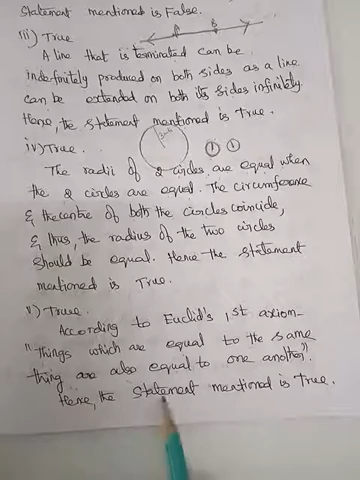 Statement mentioned is False.
iii) True
A B
A line that is terminated can be
indefinitely produced on both sides as a line
can be extended on both its sides infinitely.
Hene, the statement mentioned is True.
iv) True.
The radii of 2 circles are equal when
the 2 circles are equal. The circumference
& the centre of both the circles coincide,
& thus, the radius of the two circles
should be equal. Hence the statement
mentioned is True.
v) True.
According to Euclid's 1st axiom-
"things which are equal to the same
thing are also equal to one another".
Hene, the Statement mentioned is True.